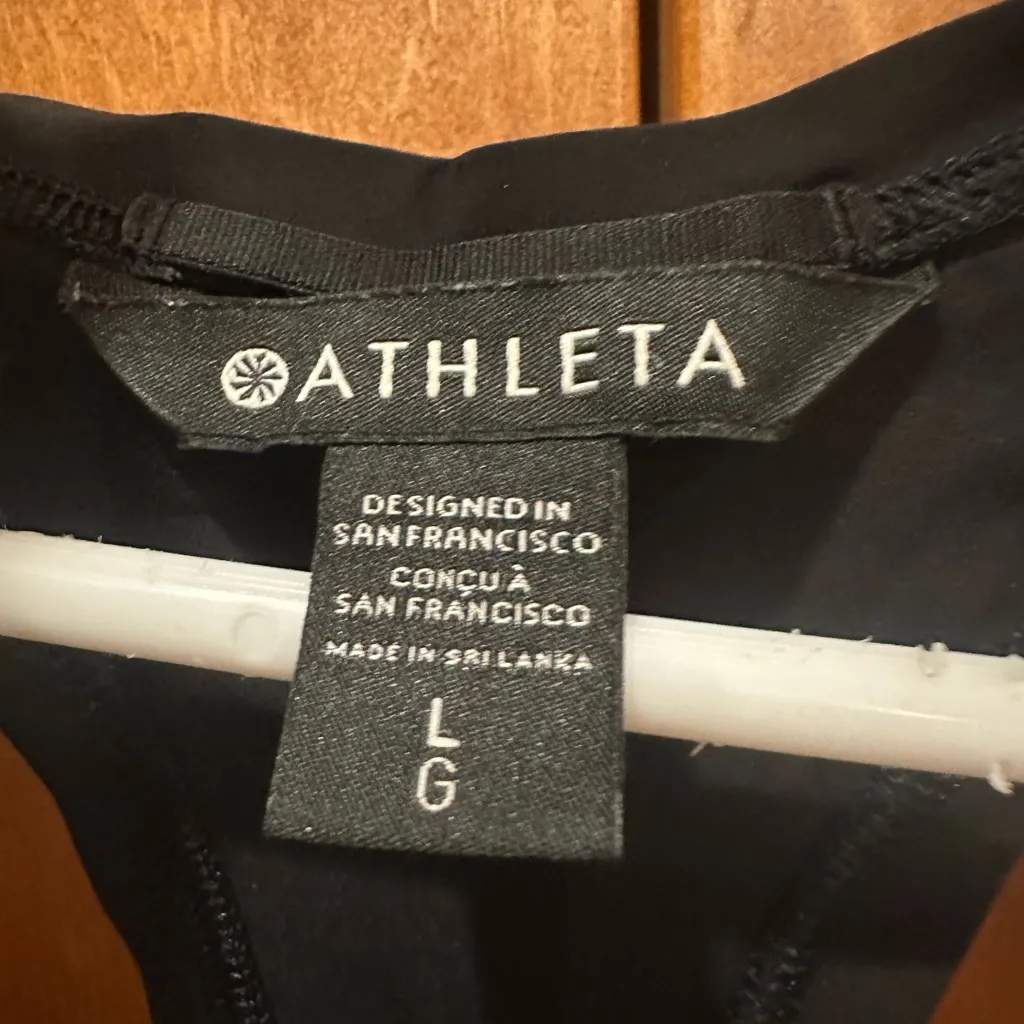 ATHLETA
DESIGNED IN
SAN FRANCISCO
CONÇU À
SAN FRANCISCO
MADE IN SRI LANKA
L
G